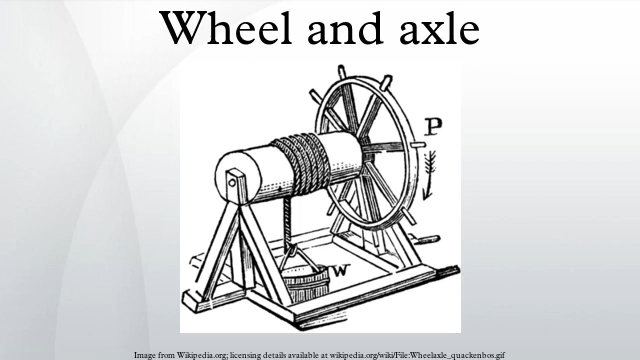 Wheel and axle
P
W
Image from Wikipedia.org; licensing details available at wikipedia.org/wiki/File:Wheelaxle_quackenbos.gif